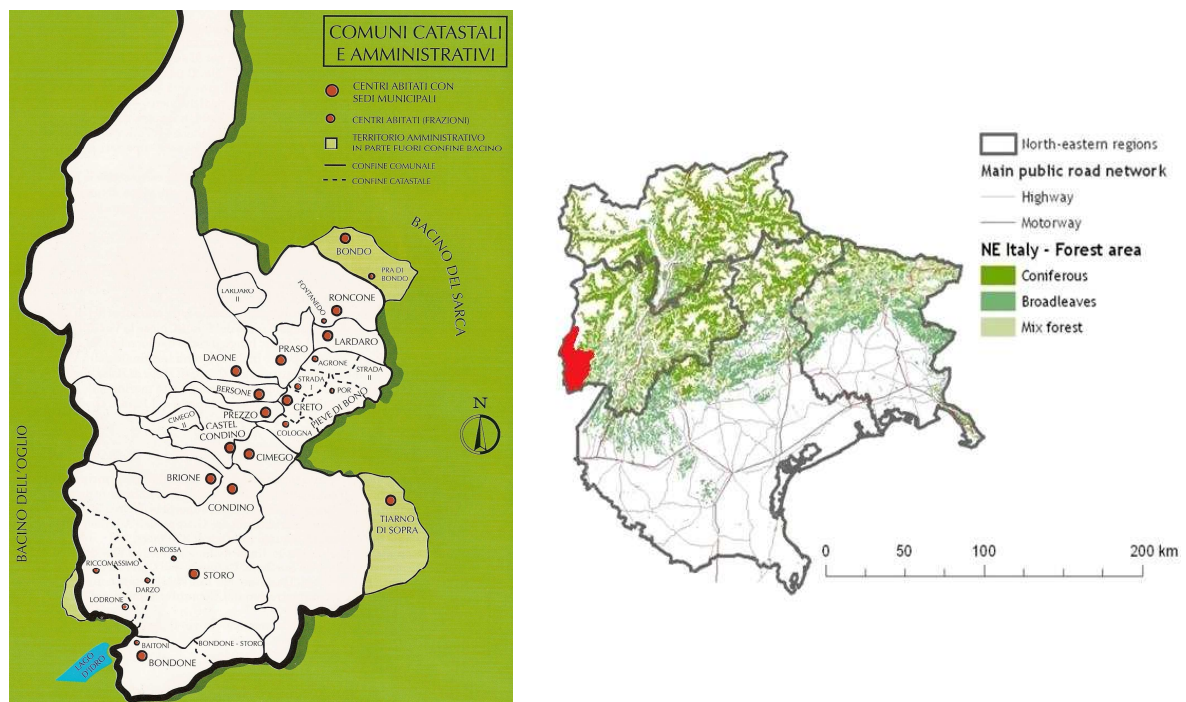 COMUNI CATASTALI
E AMMINISTRATIVI
CENTRI ABITATI CON
SEDI MUNICIPALI
CENTRI ABITATI (FRAZIONI)
TERRITORIO AMMINISTRATIVO
IN PARTE FUORI CONFINE BACINO
CONFINE COMUNALE
CONFINE CATASTALE
BACINO DEL SARCA
BONDO
PRA DI
BONDO
LARDARO
II
FONTANEDO
RONCONE
LARDARO
PRASO
DAONE
AGRONE
STRADA
II
STRADA
I
BERSONE
POR
CRETO
PIEVE DI BONO
PREZZO
CIMEGO
II
CASTEL
CONDINO
COLOGNA
CIMEGO
N
BRIONE
CONDINO
BACINO DELL'OGLIO
TIARNO
DI SOPRA
CA ROSSA
RICCOMASSIMO
STORO
DARZO
LODRONE
BAITONI
BONDONE - STORO
BONDONE
LAGO
D'IDRO
North-eastern regions
Main public road network
Highway
Motorway
NE Italy - Forest area
Coniferous
Broadleaves
Mix forest
0 50 100 200 km